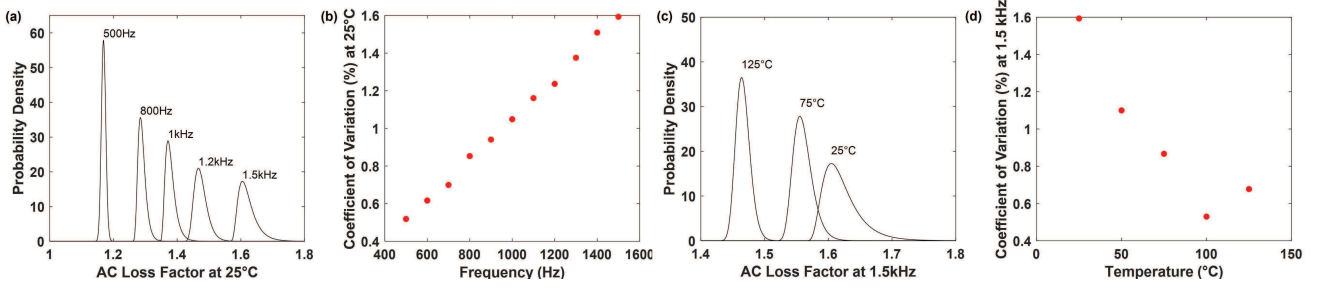 (a)
Probability Density
60
50
40
30
20
10
0
500Hz
800Hz
1kHz
1.2kHz
1.5kHz
1 1.2 1.4 1.6 1.8
AC Loss Factor at 25°C
(b)
Coefficient of Variation (%) at 25°C
1.6
1.4
1.2
1
0.8
0.6
0.4
400 600 800 1000 1200 1400 1600
Frequency (Hz)
(c)
Probability Density
50
40
30
20
10
0
125°C
75°C
25°C
1.4 1.5 1.6 1.7 1.8
AC Loss Factor at 1.5kHz
(d)
Coefficient of Variation (%) at 1.5 kHz
1.6
1.4
1.2
1
0.8
0.6
0.4
0 50 100 150
Temperature (°C)